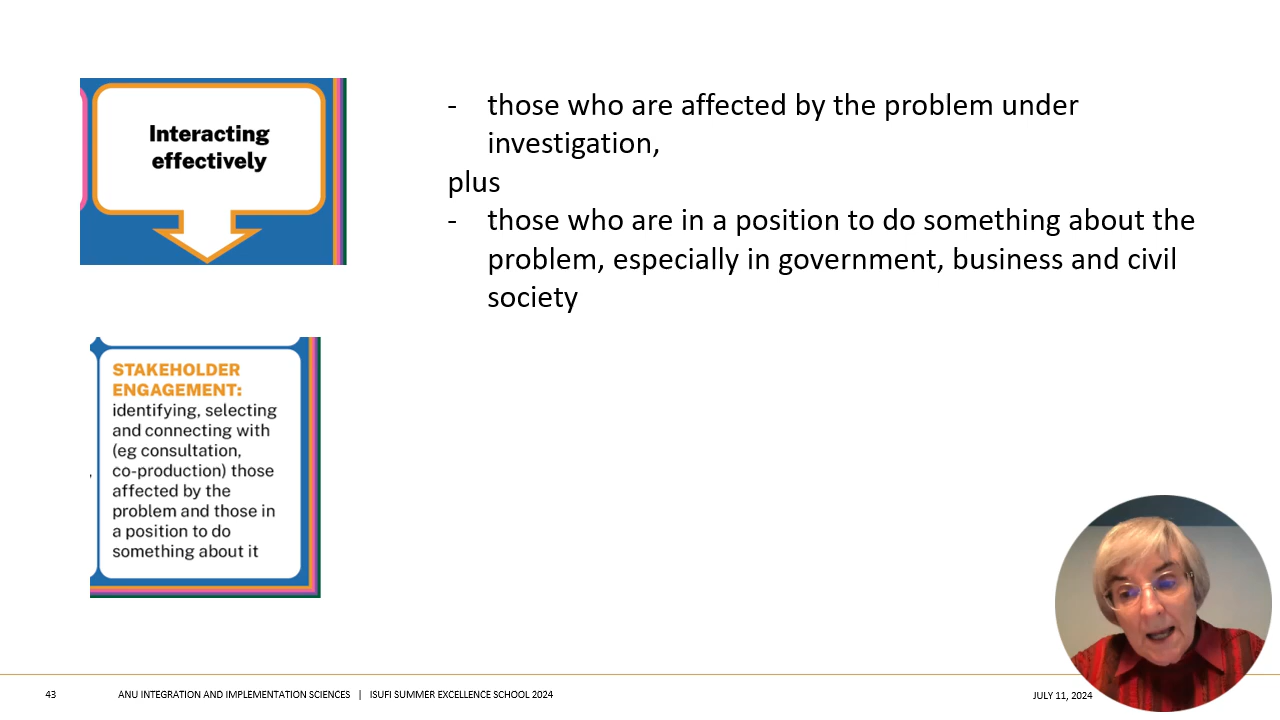 Interacting
effectively
- those who are affected by the problem under
investigation,
plus
- those who are in a position to do something about the
problem, especially in government, business and civil
society
STAKEHOLDER
ENGAGEMENT:
identifying, selecting
and connecting with
(eg consultation,
co-production) those
affected by the
problem and those in
a position to do
something about it
43 ANU INTEGRATION AND IMPLEMENTATION SCIENCES | ISUFI SUMMER EXCELLENCE SCHOOL 2024 JULY 11, 2024